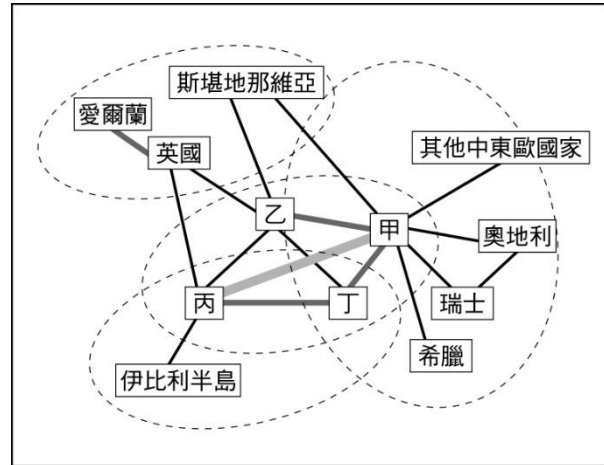 斯堪地那維亞
愛爾蘭
英國
其他中東歐國家
乙
甲
奧地利
丙
丁
瑞士
希臘
伊比利半島